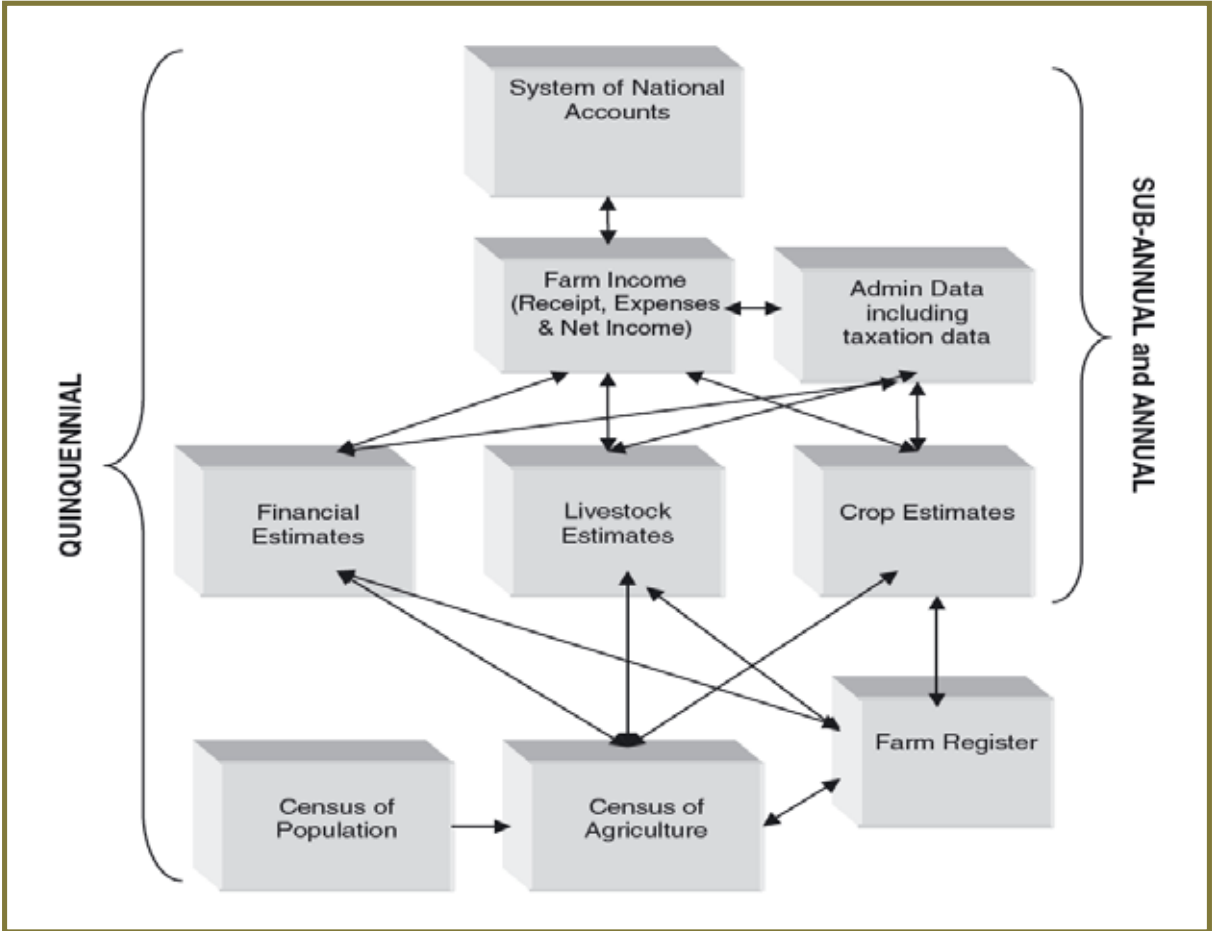 System of National
Accounts
Farm Income
(Receipt, Expenses
& Net Income)
Admin Data
including
taxation data
QUINQUENNIAL
SUB-ANNUAL and ANNUAL
Financial
Estimates
Livestock
Estimates
Crop Estimates
Farm Register
Census of
Population
Census of
Agriculture